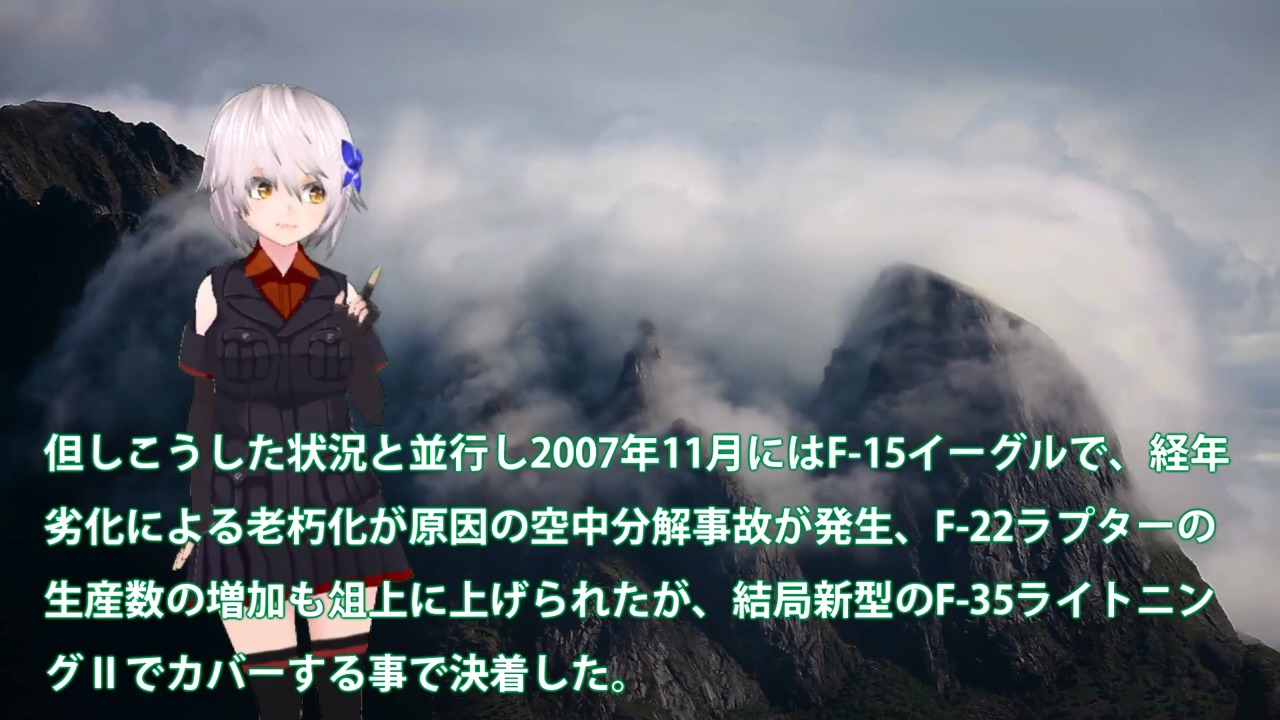 但しこうした状況と並行し2007年11月にはF-15イーグルで、経年
劣化による老朽化が原因の空中分解事故が発生、F-22ラプターの
生産数の増加も俎上に上げられたが、結局新型のF-35ライトニン
グⅡでカバーする事で決着した。